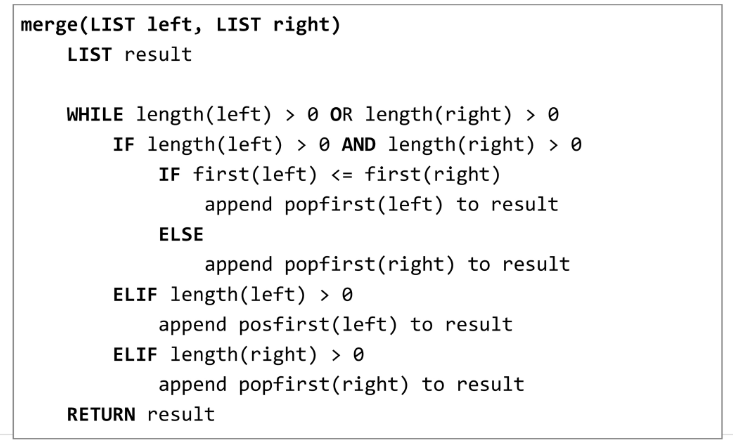 merge(LIST left, LIST right)
LIST result
WHILE length(left) > 0 OR length(right) > 0
IF length(left) > 0 AND length(right) > 0
IF first(left) <= first(right)
append popfirst(left) to result
ELSE
append popfirst(right) to result
ELIF length(left) > 0
append posfirst(left) to result
ELIF length(right) > 0
append popfirst(right) to result
RETURN result